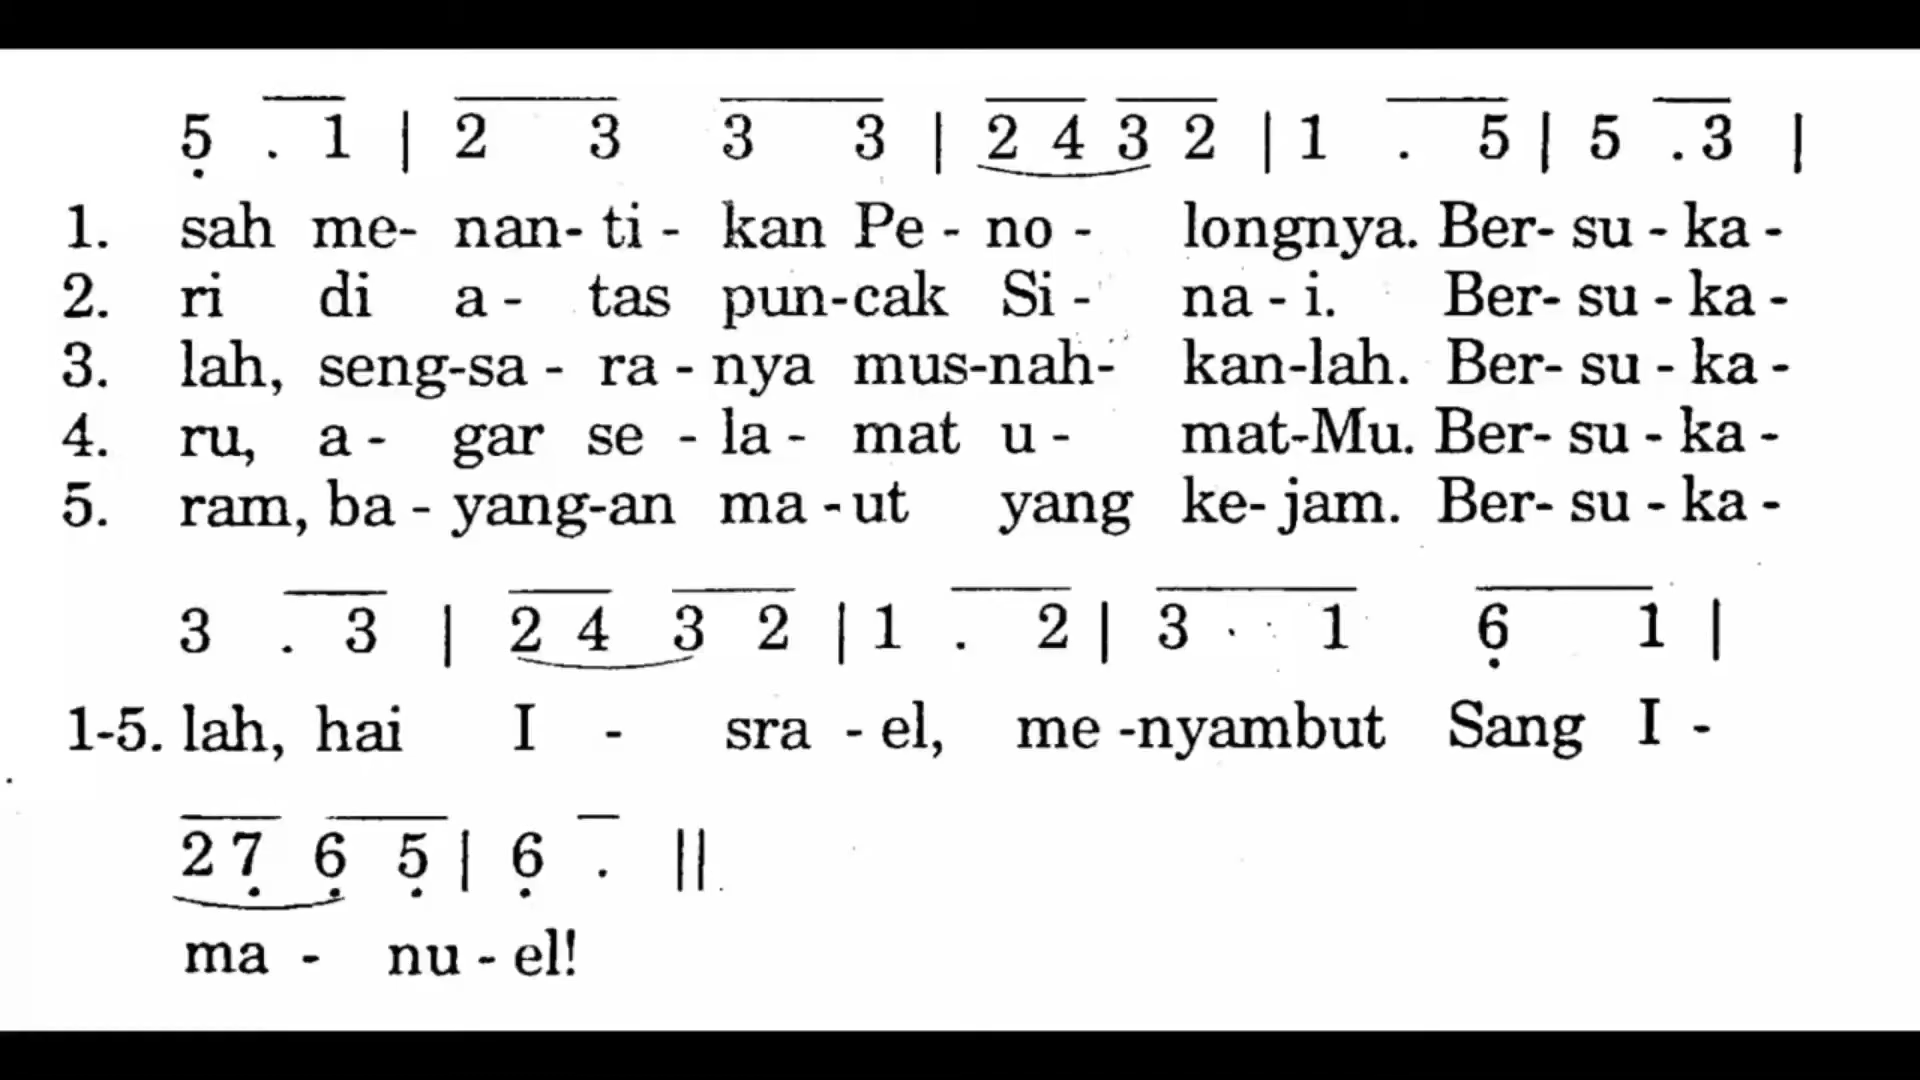 5̣ . 1 | 2 3 3 3 | 2 4 3 2 | 1 . 5 | 5 . 3 |
1. sah me- nan- ti - kan Pe - no - longnya. Ber- su - ka -
2. ri di a - tas pun-cak Si - na - i. Ber- su - ka -
3. lah, seng-sa - ra - nya mus-nah- kan-lah. Ber- su - ka -
4. ru, a - gar se - la - mat u - mat-Mu. Ber- su - ka -
5. ram, ba - yang-an ma - ut yang ke- jam. Ber- su - ka -
3 . 3 | 2 4 3 2 | 1 . 2 | 3 . 1 6̣ 1 |
1-5. lah, hai I - sra - el, me -nyambut Sang I -
2 7̣ 6̣ 5̣ | 6̣ . ||
ma - nu - el!